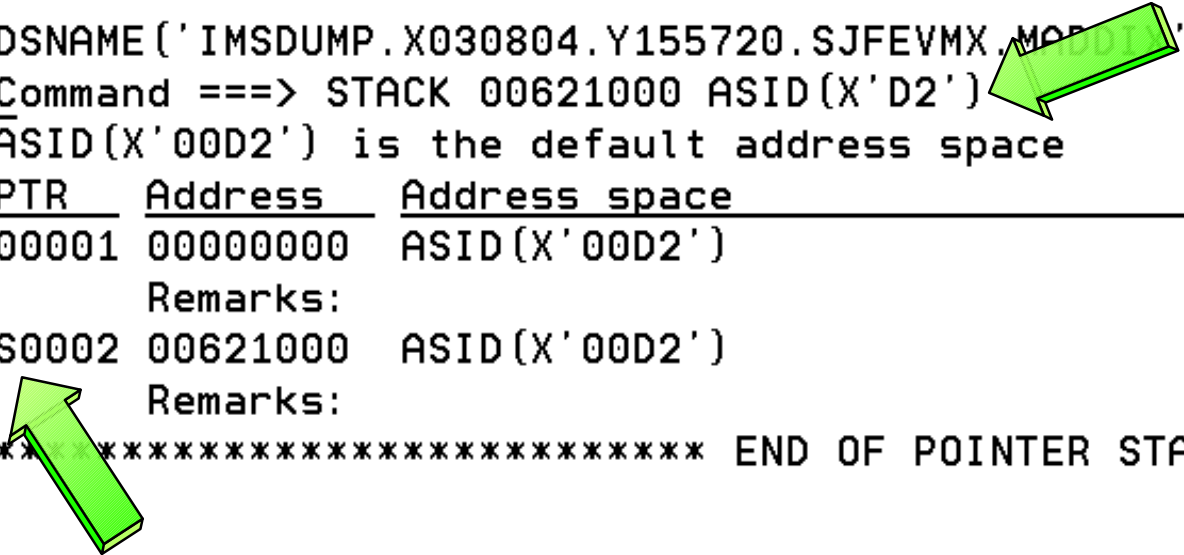 DSNAME('IMSDUMP.X030804.Y155720.SJFEVMX.MADDIX'
Command ===> STACK 00621000 ASID(X'D2')
ASID(X'00D2') is the default address space
PTR Address Address space
00001 00000000 ASID(X'00D2')
Remarks:
S0002 00621000 ASID(X'00D2')
Remarks:
**************************** END OF POINTER STA